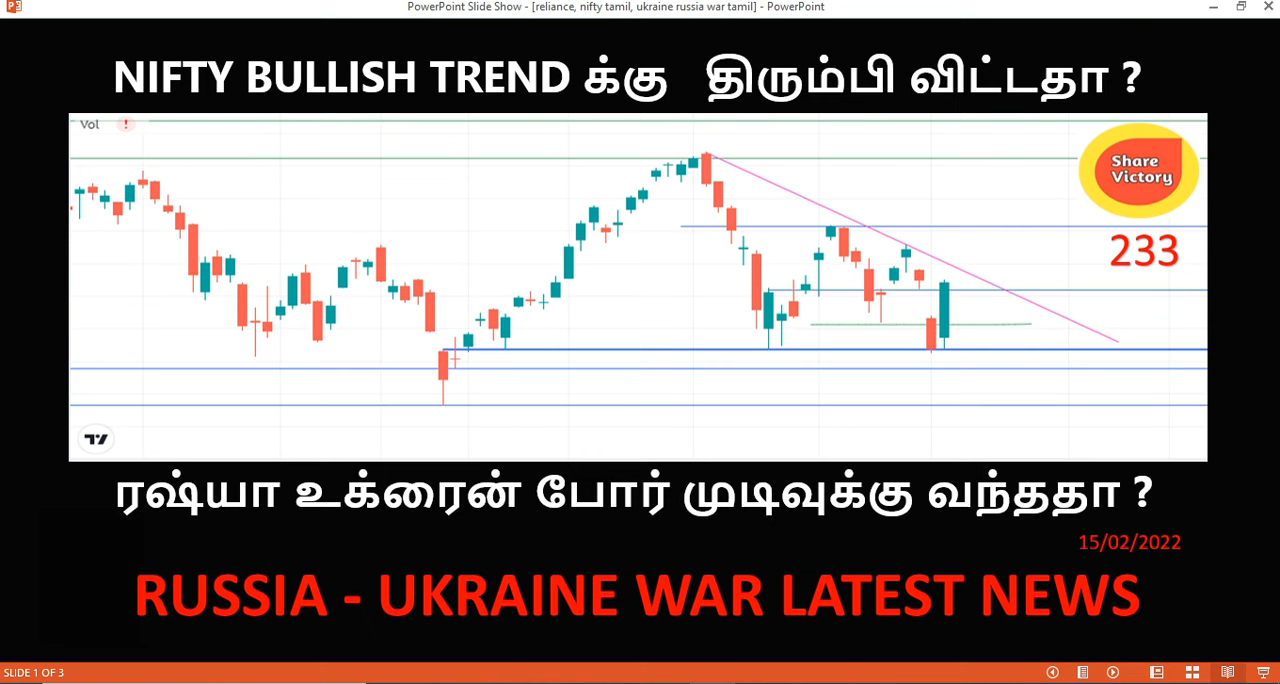 PowerPoint Slide Show - [reliance, nifty tamil, ukraine russia war tamil] - PowerPoint
NIFTY BULLISH TREND க்கு திரும்பி விட்டதா ?
Vol !
Share
Victory
233
ரஷ்யா உக்ரைன் போர் முடிவுக்கு வந்ததா ?
15/02/2022
RUSSIA - UKRAINE WAR LATEST NEWS
SLIDE 1 OF 3